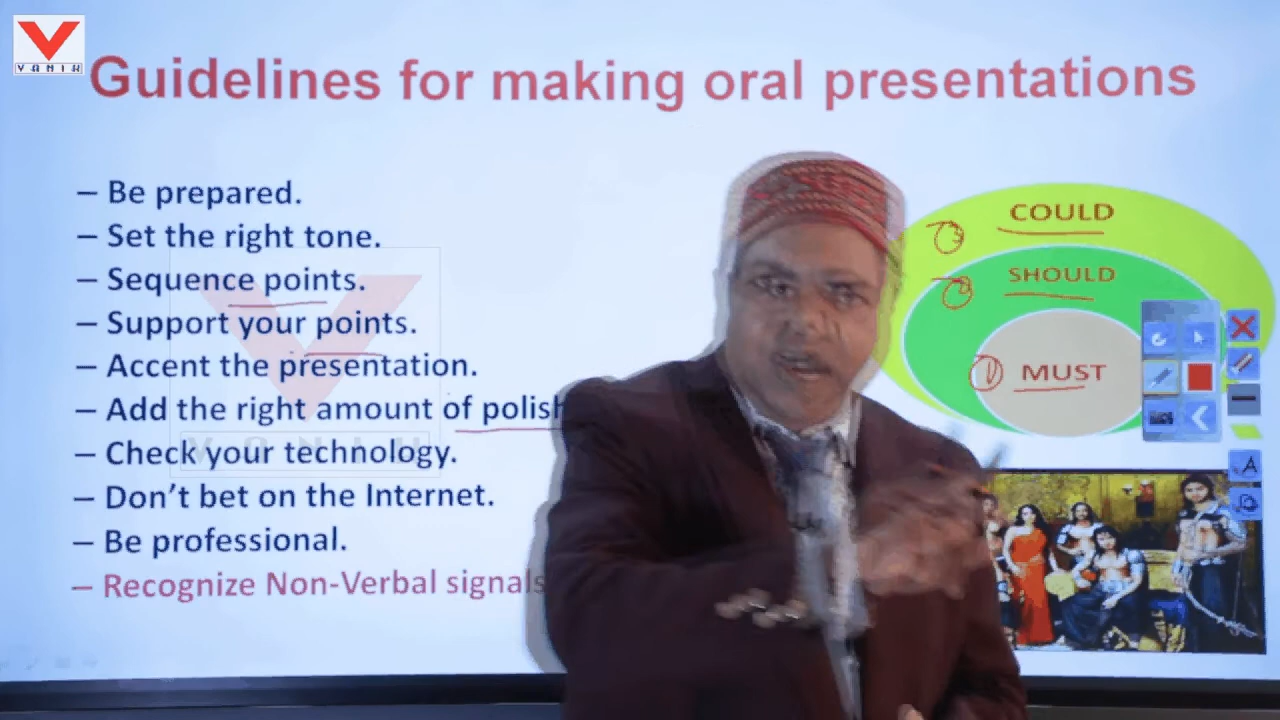 VANIK
Guidelines for making oral presentations
– Be prepared.
– Set the right tone.
– Sequence points.
– Support your points.
– Accent the presentation.
– Add the right amount of polish
– Check your technology.
– Don’t bet on the Internet.
– Be professional.
– Recognize Non-Verbal signals
COULD
SHOULD
MUST
VANIK
A